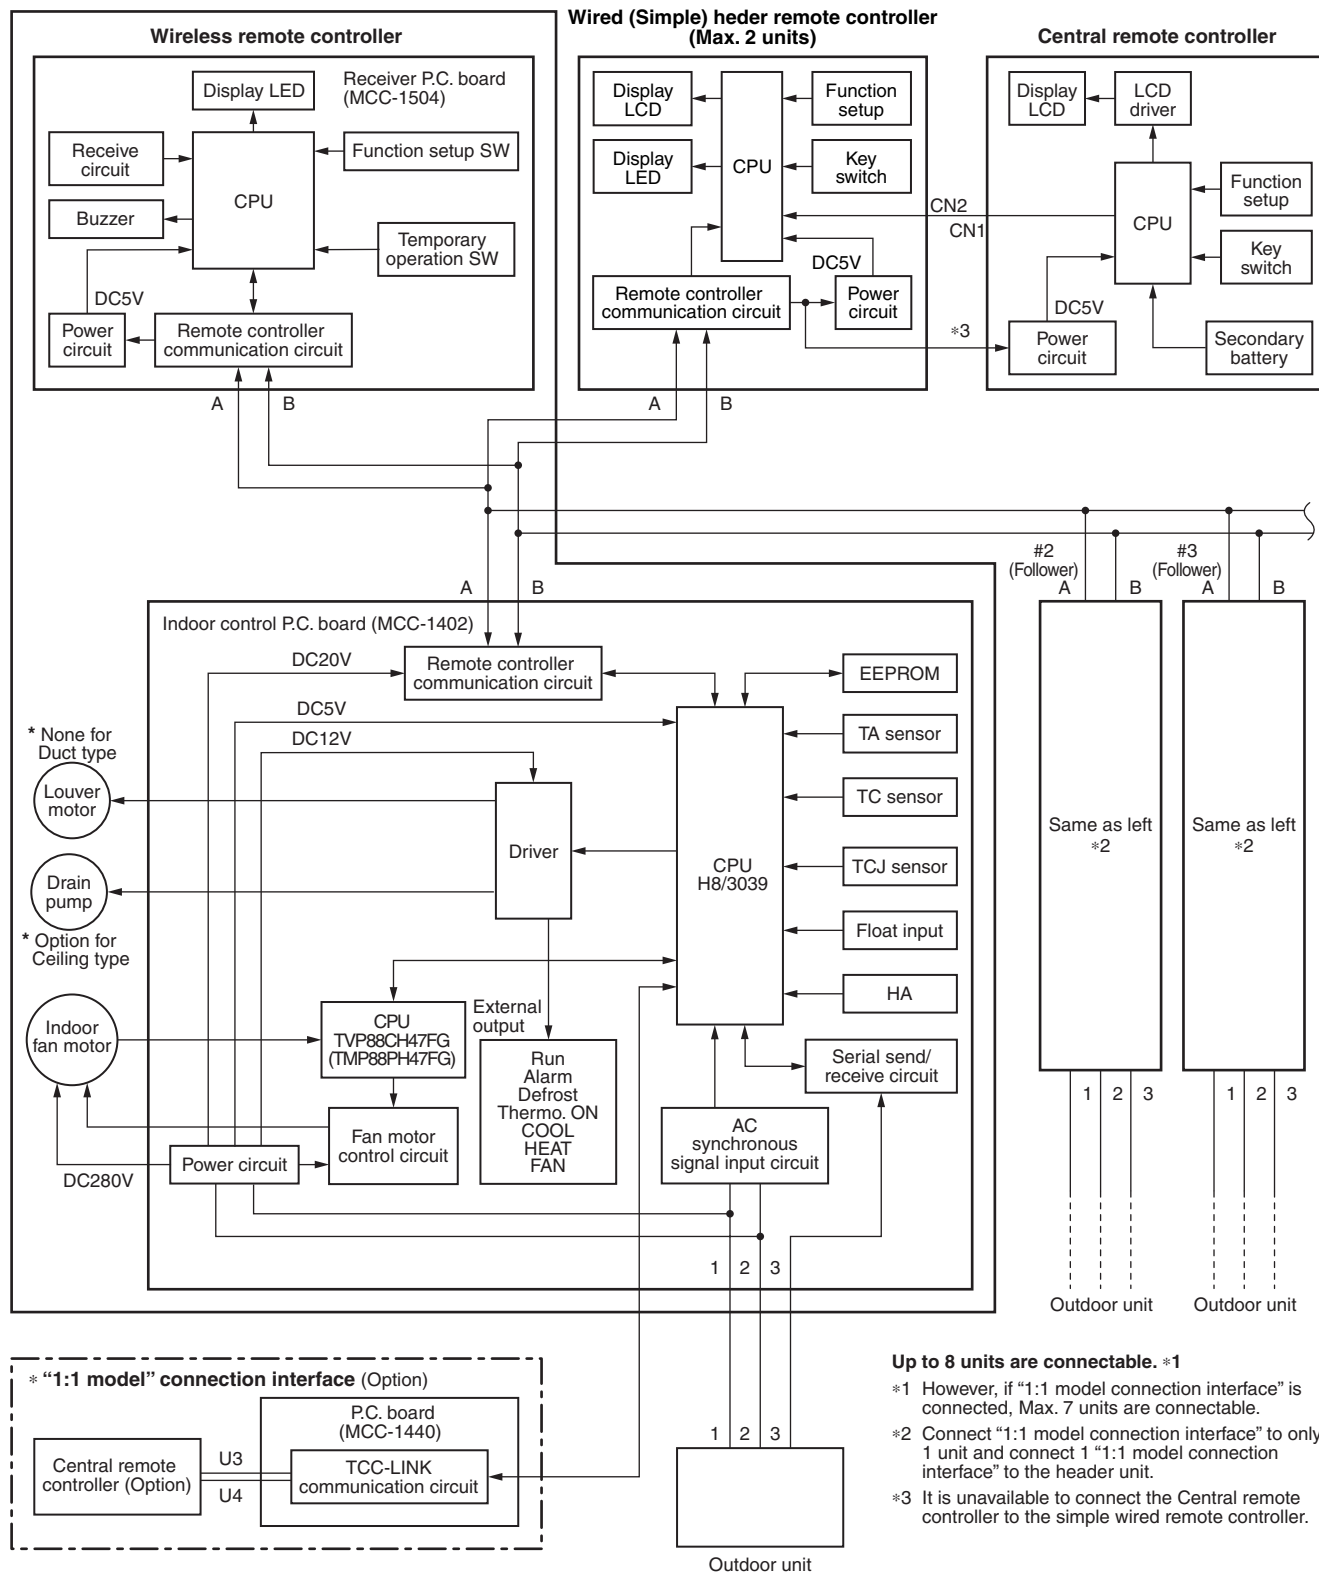 Wireless remote controller
Receiver P.C. board
(MCC-1504)
Display LED
Receive
circuit
Function setup SW
CPU
Buzzer
Temporary
operation SW
DC5V
Power
circuit
Remote controller
communication circuit
A
B
Wired (Simple) heder remote controller
(Max. 2 units)
Display
LCD
Function
setup
Display
LED
CPU
Key
switch
DC5V
Remote controller
communication circuit
Power
circuit
A
B
CN2
CN1
∗3
Central remote controller
Display
LCD
LCD
driver
CPU
Function
setup
Key
switch
DC5V
Power
circuit
Secondary
battery
#2
(Follower)
A
B
#3
(Follower)
A
B
A
B
Indoor control P.C. board (MCC-1402)
DC20V
Remote controller
communication circuit
EEPROM
DC5V
TA sensor
DC12V
* None for
Duct type
Louver
motor
TC sensor
Driver
CPU
H8/3039
TCJ sensor
Drain
pump
* Option for
Ceiling type
Float input
HA
Indoor
fan motor
CPU
TVP88CH47FG
(TMP88PH47FG)
External
output
Run
Alarm
Defrost
Thermo. ON
COOL
HEAT
FAN
Serial send/
receive circuit
AC
synchronous
signal input circuit
Fan motor
control circuit
Power circuit
DC280V
1
2
3
Same as left
∗2
Same as left
∗2
1
2
3
1
2
3
Outdoor unit
Outdoor unit
∗ “1:1 model” connection interface (Option)
P.C. board
(MCC-1440)
Central remote
controller (Option)
U3
U4
TCC-LINK
communication circuit
1
2
3
Outdoor unit
Up to 8 units are connectable. ∗1
∗1 However, if “1:1 model connection interface” is
connected, Max. 7 units are connectable.
∗2 Connect “1:1 model connection interface” to only
1 unit and connect 1 “1:1 model connection
interface” to the header unit.
∗3 It is unavailable to connect the Central remote
controller to the simple wired remote controller.